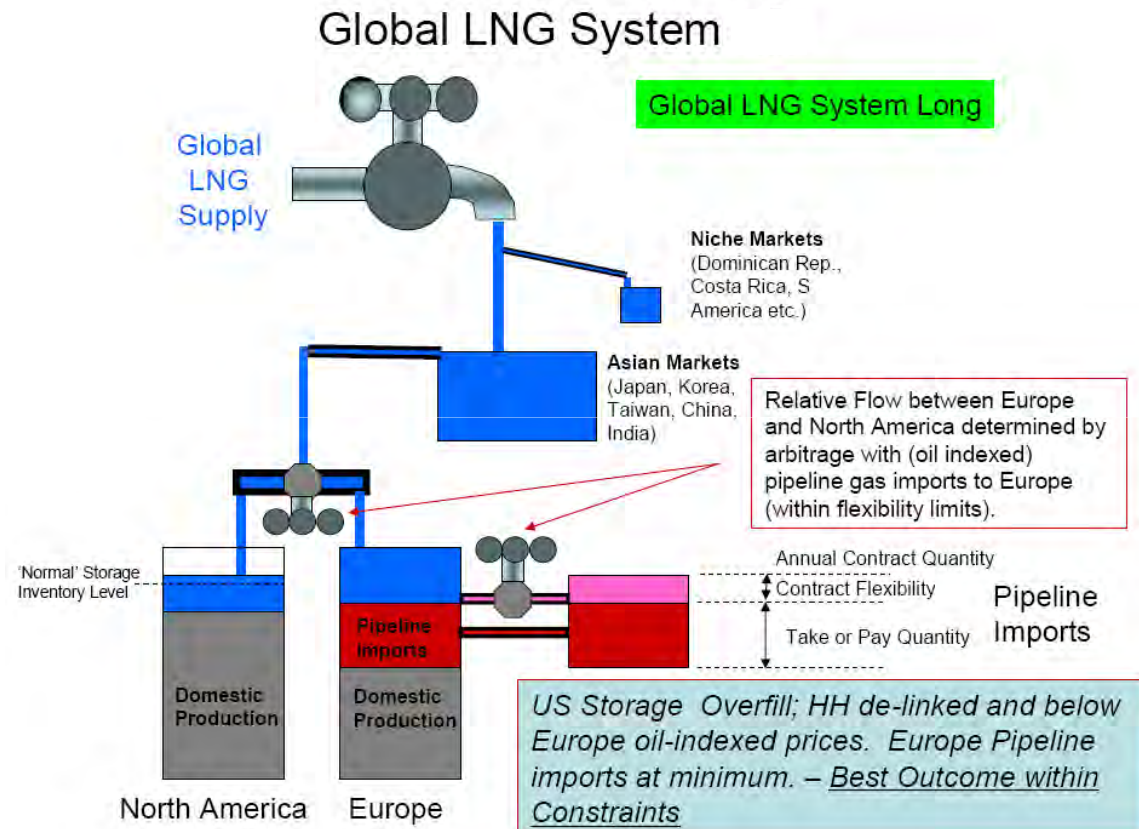 Global LNG System
Global LNG System Long
Global
LNG
Supply
Niche Markets
(Dominican Rep.,
Costa Rica, S
America etc.)
Asian Markets
(Japan, Korea,
Taiwan, China,
India)
Relative Flow between Europe
and North America determined by
arbitrage with (oil indexed)
pipeline gas imports to Europe
(within flexibility limits).
'Normal' Storage
Inventory Level
Annual Contract Quantity
Contract Flexibility
Take or Pay Quantity
Pipeline
Imports
Pipeline
Imports
Domestic
Production
Domestic
Production
North America
Europe
US Storage Overfill; HH de-linked and below
Europe oil-indexed prices. Europe Pipeline
imports at minimum. – Best Outcome within
Constraints